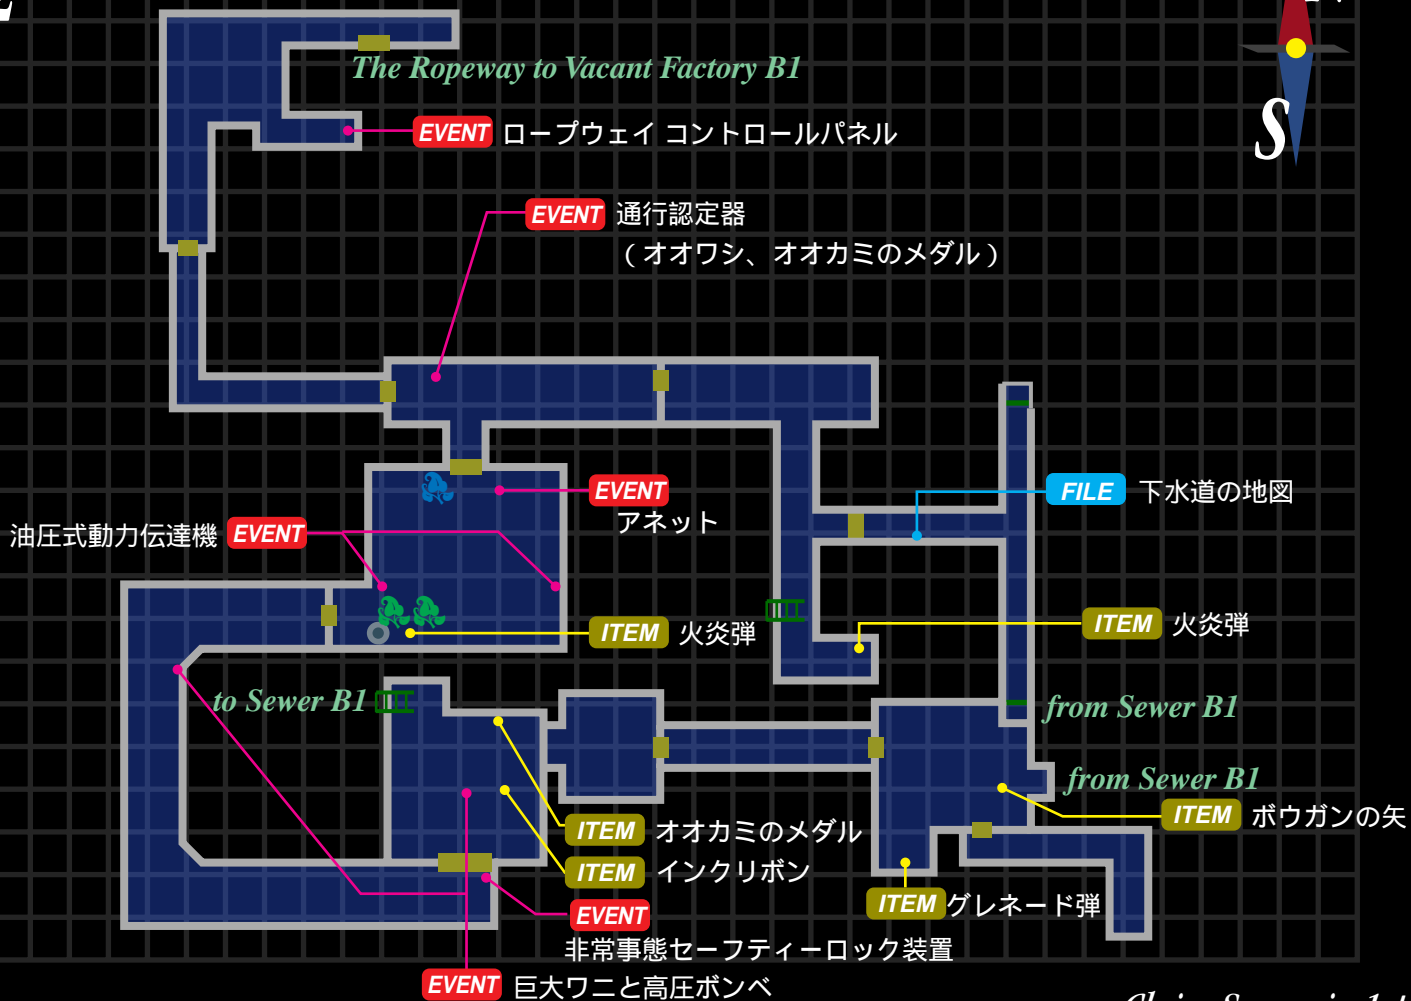 The Ropeway to Vacant Factory B1
EVENT ロープウェイ コントロールパネル
S
EVENT 通行認定器
（オオワシ、オオカミのメダル）
EVENT
アネット
FILE 下水道の地図
油圧式動力伝達機 EVENT
ITEM 火炎弾
ITEM 火炎弾
to Sewer B1
from Sewer B1
from Sewer B1
ITEM ボウガンの矢
ITEM オオカミのメダル
ITEM インクリボン
ITEM グレネード弾
EVENT
非常事態セーフティーロック装置
EVENT 巨大ワニと高圧ボンベ